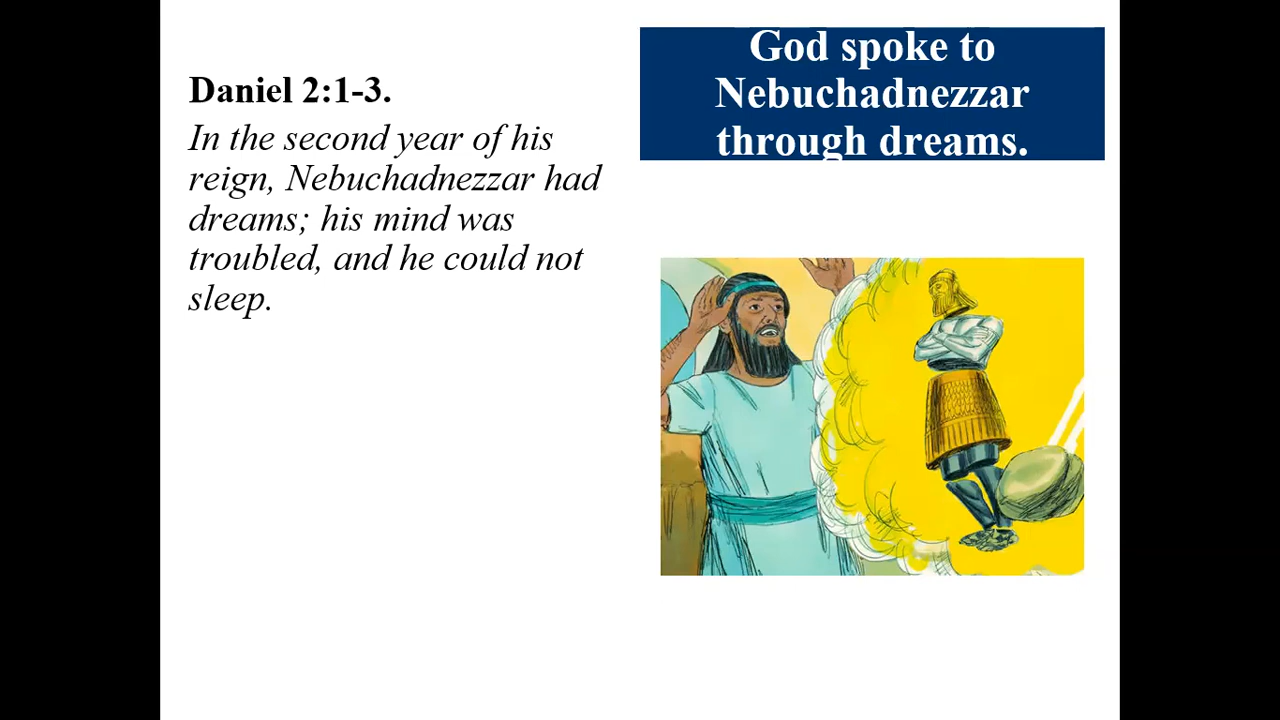 God spoke to
Nebuchadnezzar
through dreams.
Daniel 2:1-3.
In the second year of his
reign, Nebuchadnezzar had
dreams; his mind was
troubled, and he could not
sleep.